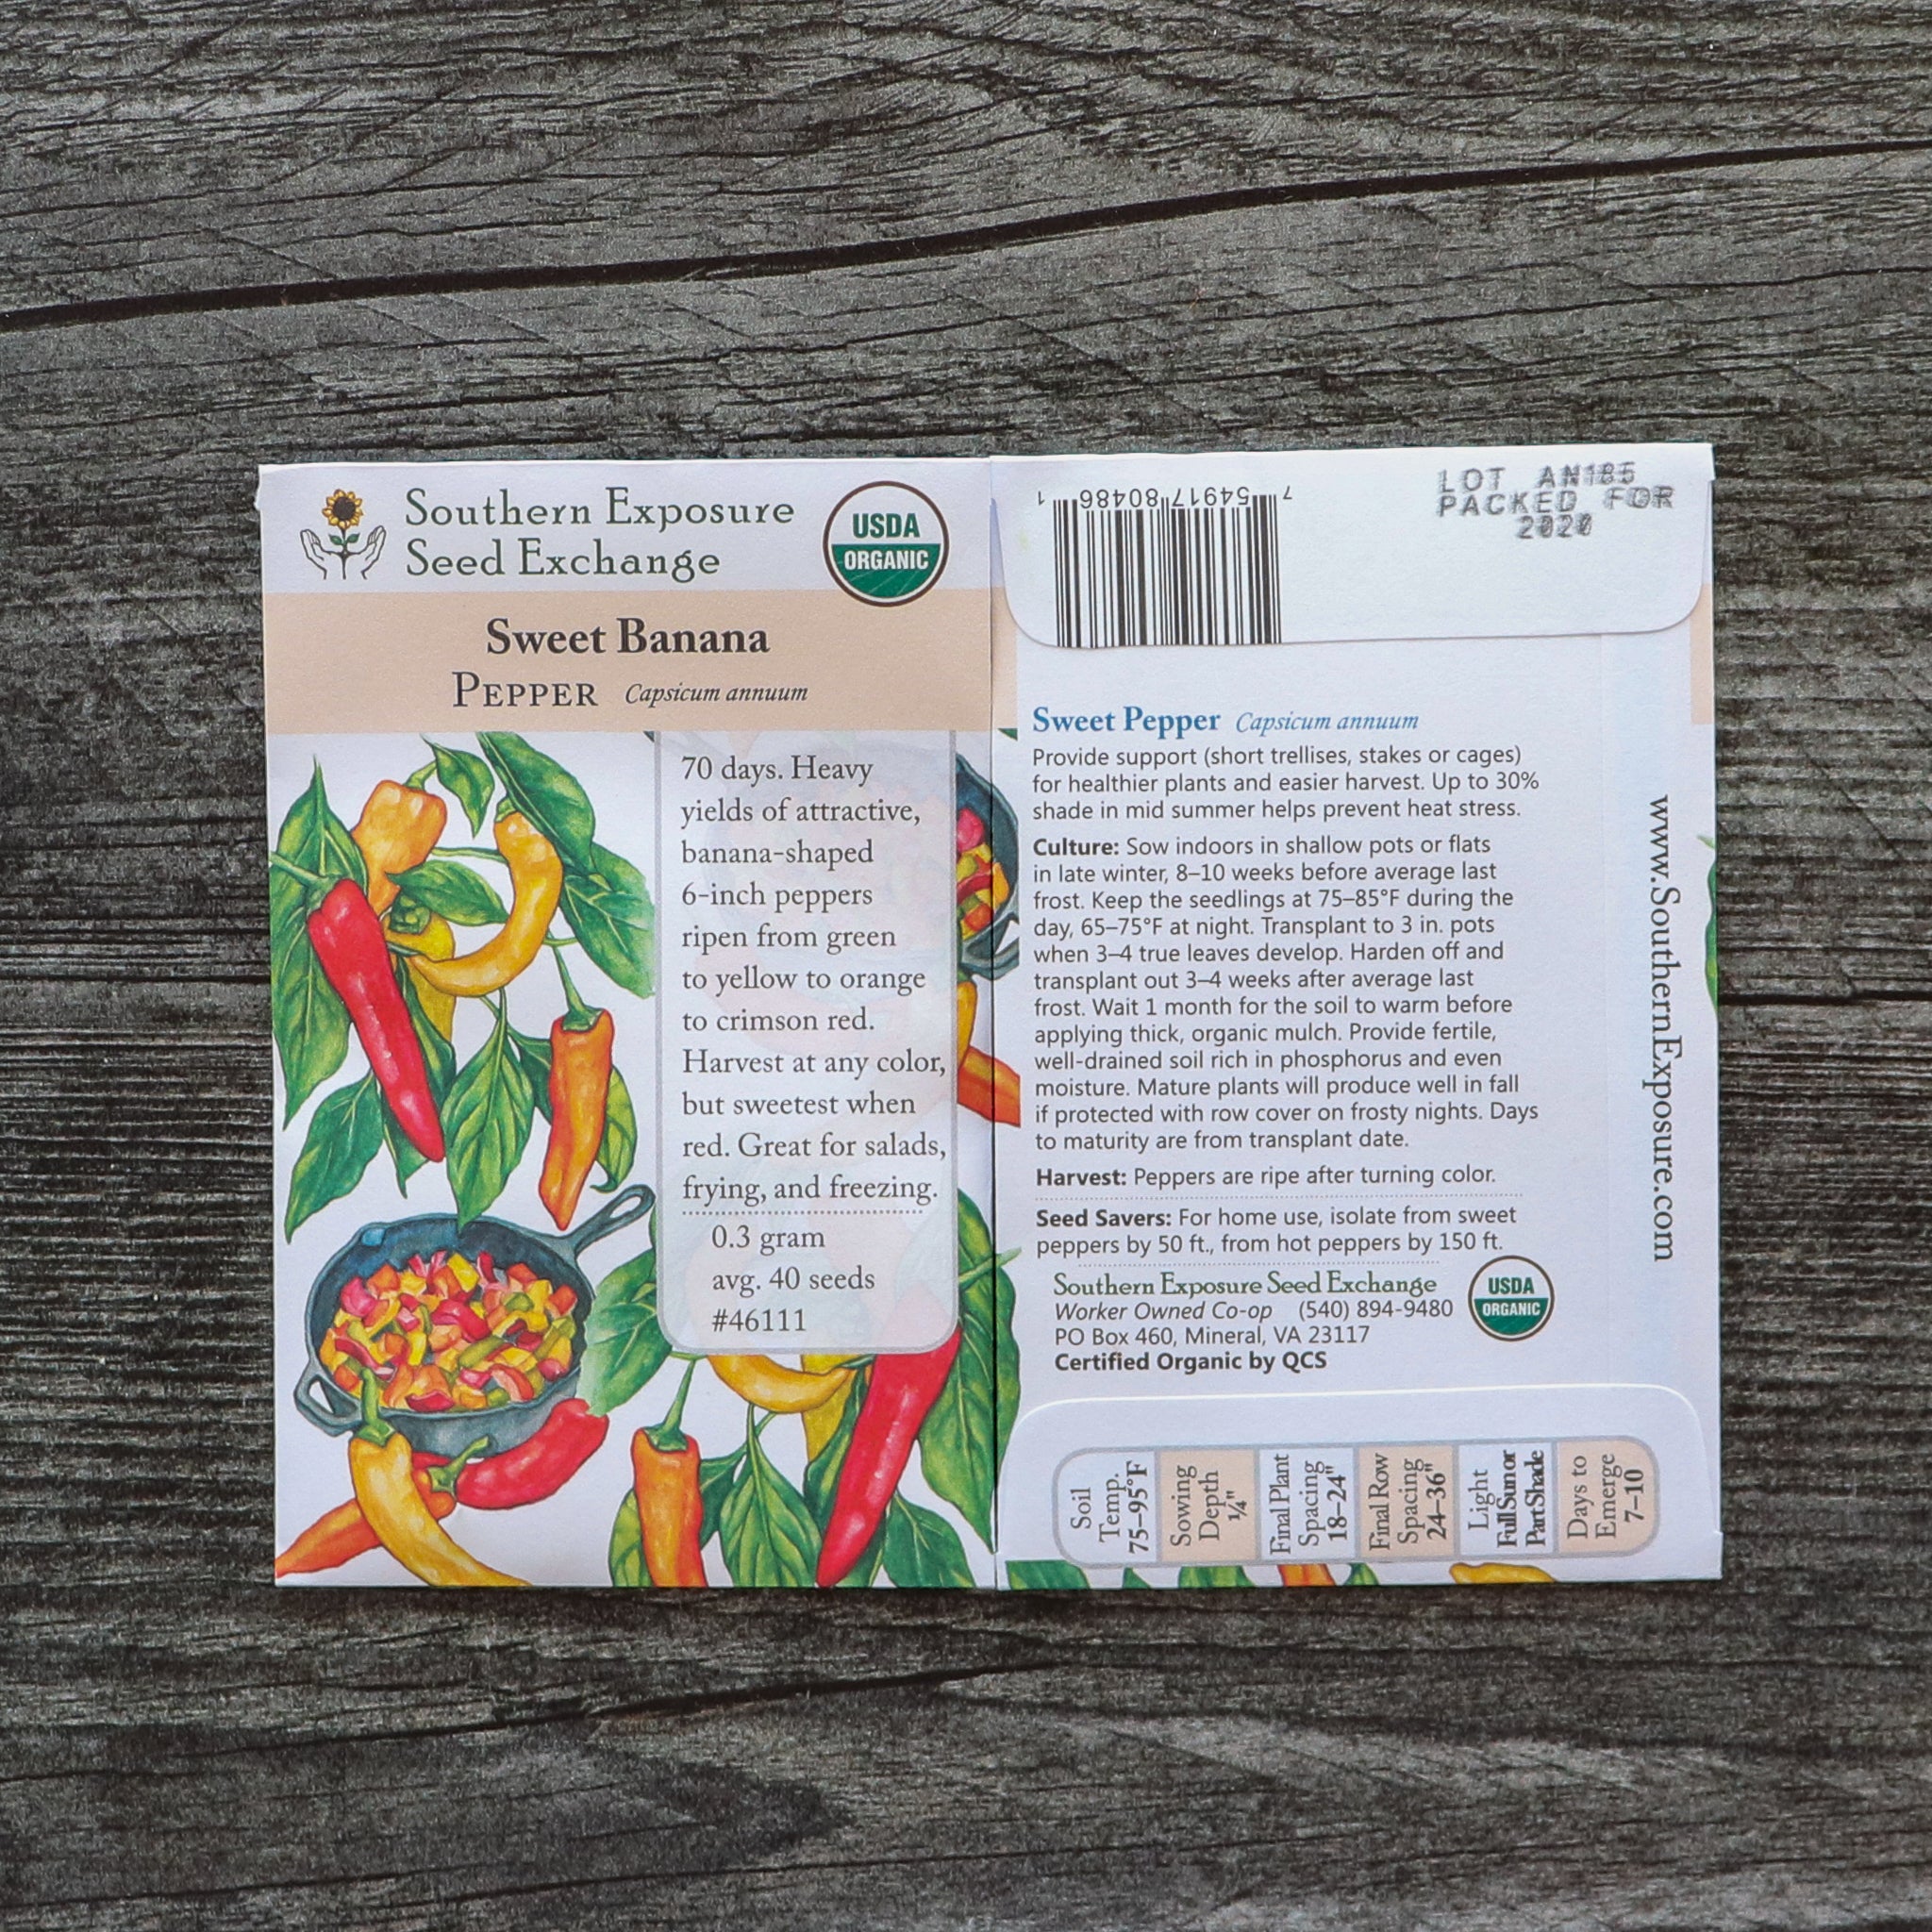 Southern Exposure
Seed Exchange
USDA
ORGANIC
Sweet Banana
PEPPER Capsicum annuum
70 days. Heavy
yields of attractive,
banana-shaped
6-inch peppers
ripen from green
to yellow to orange
to crimson red.
Harvest at any color,
but sweetest when
red. Great for salads,
frying, and freezing.
0.3 gram
avg. 40 seeds
#46111
7 54917 80486 1
LOT AN185
PACKED FOR
2020
Sweet Pepper Capsicum annuum
Provide support (short trellises, stakes or cages)
for healthier plants and easier harvest. Up to 30%
shade in mid summer helps prevent heat stress.
Culture: Sow indoors in shallow pots or flats
in late winter, 8–10 weeks before average last
frost. Keep the seedlings at 75–85°F during the
day, 65–75°F at night. Transplant to 3 in. pots
when 3–4 true leaves develop. Harden off and
transplant out 3–4 weeks after average last
frost. Wait 1 month for the soil to warm before
applying thick, organic mulch. Provide fertile,
well-drained soil rich in phosphorus and even
moisture. Mature plants will produce well in fall
if protected with row cover on frosty nights. Days
to maturity are from transplant date.
Harvest: Peppers are ripe after turning color.
Seed Savers: For home use, isolate from sweet
peppers by 50 ft., from hot peppers by 150 ft.
Southern Exposure Seed Exchange
Worker Owned Co-op (540) 894-9480
PO Box 460, Mineral, VA 23117
Certified Organic by QCS
USDA
ORGANIC
www.SouthernExposure.com
Soil
Temp.
75–95°F
Sowing
Depth
¼"
Final Plant
Spacing
18–24"
Final Row
Spacing
24–36"
Light
Full Sun or
Part Shade
Days to
Emerge
7–10